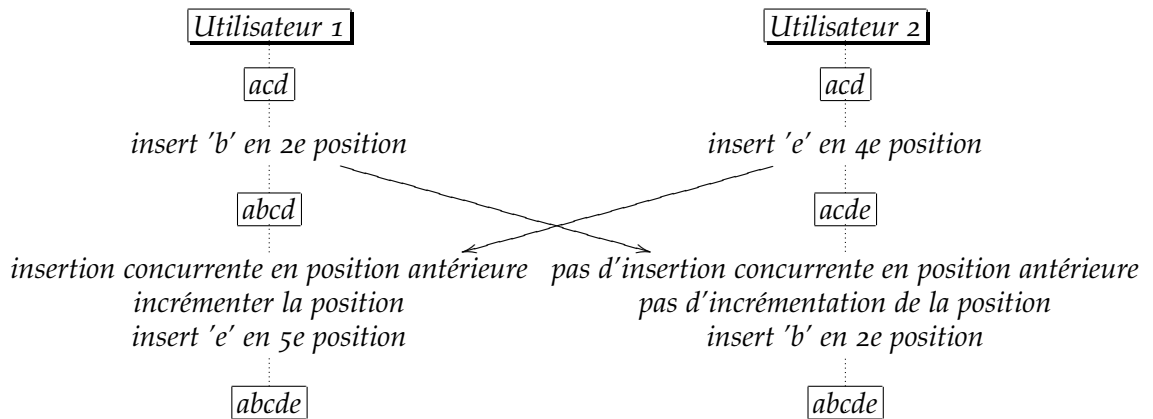 Utilisateur 1
Utilisateur 2
acd
acd
insert 'b' en 2e position
insert 'e' en 4e position
abcd
acde
insertion concurrente en position antérieure
incrémenter la position
insert 'e' en 5e position
pas d'insertion concurrente en position antérieure
pas d'incrémentation de la position
insert 'b' en 2e position
abcde
abcde